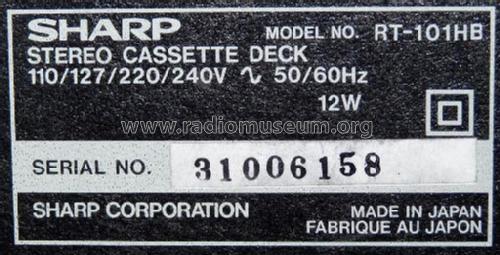 SHARP MODEL NO. RT-101HB
STEREO CASSETTE DECK
110/127/220/240V ∿ 50/60Hz
12W
www.radiomuseum.org
SERIAL NO. 31006158
SHARP CORPORATION
MADE IN JAPAN
FABRIQUE AU JAPON